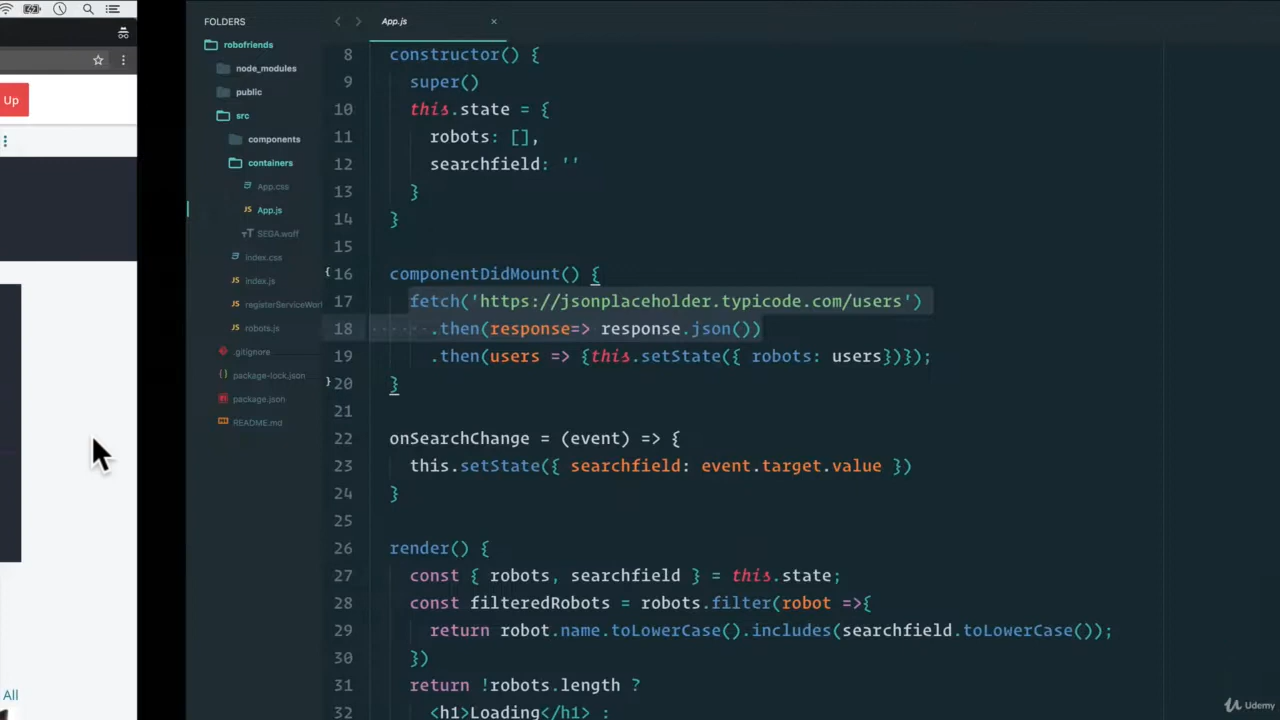 Up
All
FOLDERS
robofriends
node_modules
public
src
components
containers
App.css
JS App.js
SEGA.woff
index.css
JS index.js
JS registerServiceWor
JS robots.js
.gitignore
package-lock.json
package.json
README.md
App.js ×
8 constructor() {
9 super()
10 this.state = {
11 robots: [],
12 searchfield: ''
13 }
14 }
15
16 componentDidMount() {
17 fetch('https://jsonplaceholder.typicode.com/users')
18 .then(response=> response.json())
19 .then(users => {this.setState({ robots: users})});
20 }
21
22 onSearchChange = (event) => {
23 this.setState({ searchfield: event.target.value })
24 }
25
26 render() {
27 const { robots, searchfield } = this.state;
28 const filteredRobots = robots.filter(robot =>{
29 return robot.name.toLowerCase().includes(searchfield.toLowerCase());
30 })
31 return !robots.length ?
32 <h1>Loading</h1> :
Udemy